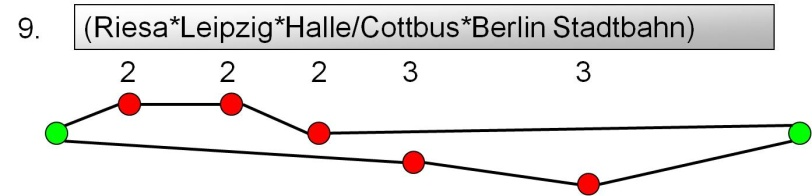 9. (Riesa*Leipzig*Halle/Cottbus*Berlin Stadtbahn)
2 2 2 3 3